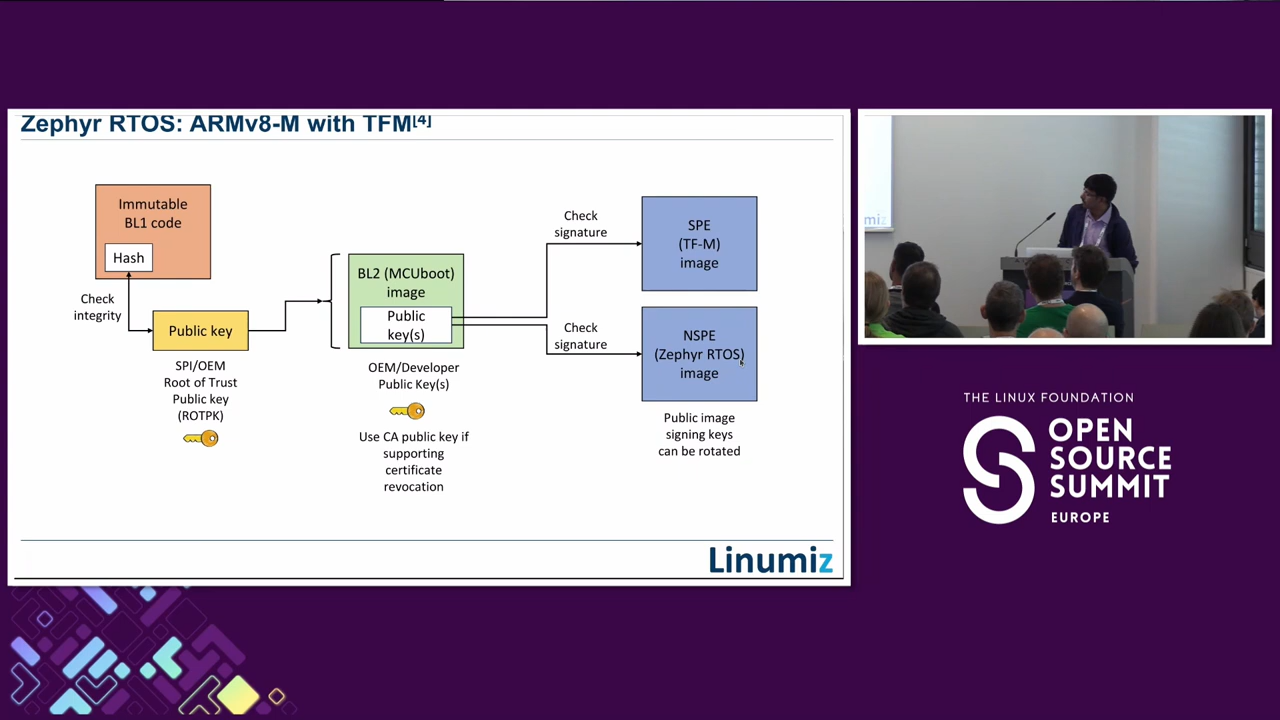 Zephyr RTOS: ARMv8-M with TFM[4]
Immutable
BL1 code
Hash
Check
integrity
Public key
SPI/OEM
Root of Trust
Public key
(ROTPK)
BL2 (MCUboot)
image
Public
key(s)
OEM/Developer
Public Key(s)
Use CA public key if
supporting
certificate
revocation
Check
signature
Check
signature
SPE
(TF-M)
image
NSPE
(Zephyr RTOS)
image
Public image
signing keys
can be rotated
Linumiz
miz
THE LINUX FOUNDATION
OPEN
SOURCE
SUMMIT
EUROPE